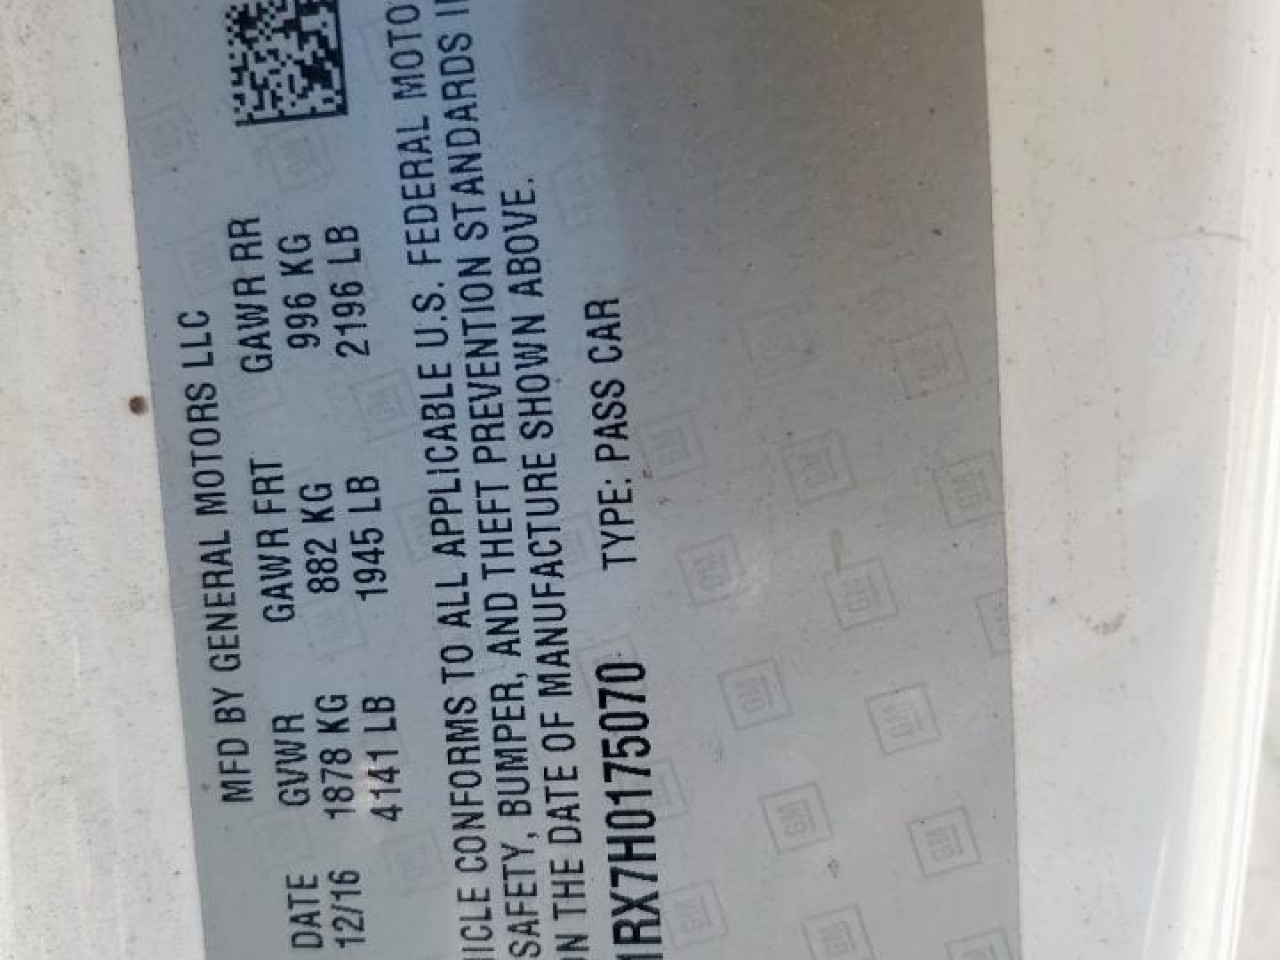 MFD BY GENERAL MOTORS LLC
DATE GVWR GAWR FRT GAWR RR
12/16 1878 KG 882 KG 996 KG
4141 LB 1945 LB 2196 LB
ICLE CONFORMS TO ALL APPLICABLE U.S. FEDERAL MOTO
SAFETY, BUMPER, AND THEFT PREVENTION STANDARDS I
ON THE DATE OF MANUFACTURE SHOWN ABOVE.
1RX7H0175070 TYPE: PASS CAR